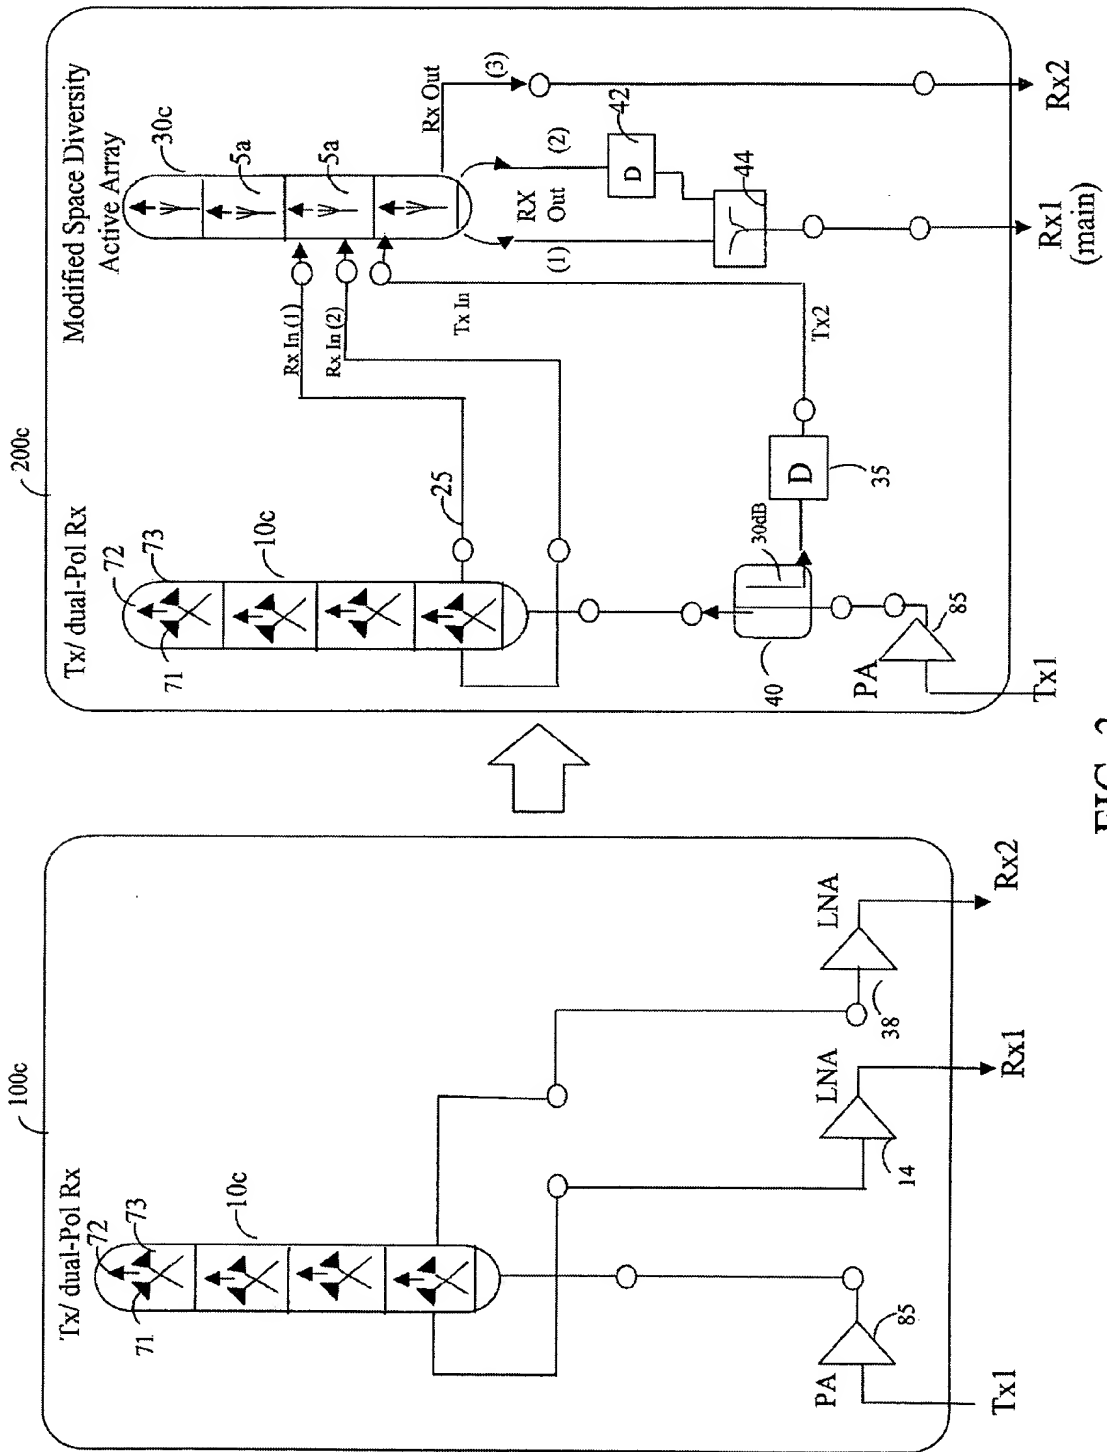 100c
Tx/ dual-Pol Rx
72
73
71
10c
LNA
38
LNA
14
PA
85
Tx1
Rx1
Rx2
200c
Tx/ dual-Pol Rx
72
73
71
10c
25
Modified Space Diversity
Active Array
30c
5a
5a
Rx In (1)
Rx In (2)
Tx In
Rx Out
(3)
RX
Out
(1)
(2)
D
42
44
Tx2
D
35
30dB
40
PA
85
Tx1
Rx1
(main)
Rx2
FIG